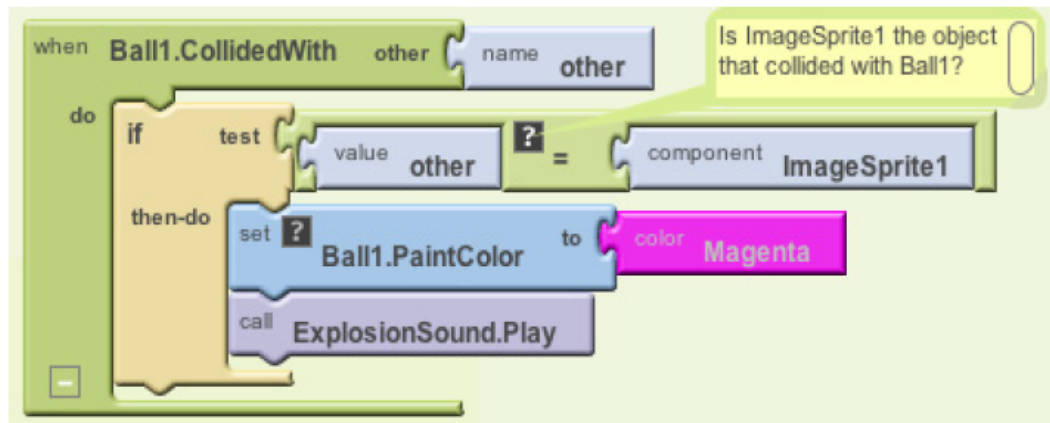 when Ball1.CollidedWith other name other
Is ImageSprite1 the object
that collided with Ball1?
do
if test value other ? = component ImageSprite1
then-do
set ? Ball1.PaintColor to color Magenta
call ExplosionSound.Play